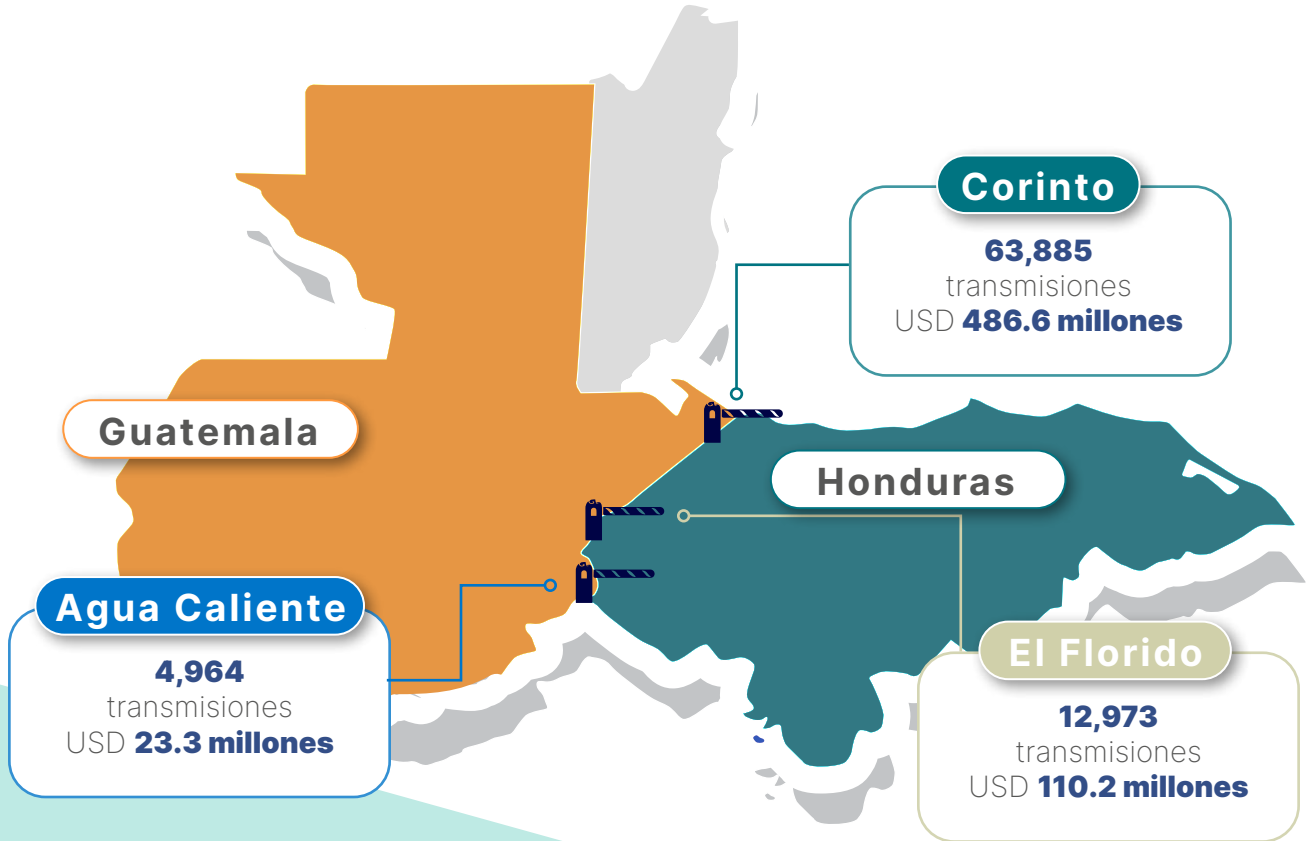 Corinto
63,885
transmisiones
USD 486.6 millones
Guatemala
Honduras
Agua Caliente
4,964
transmisiones
USD 23.3 millones
El Florido
12,973
transmisiones
USD 110.2 millones